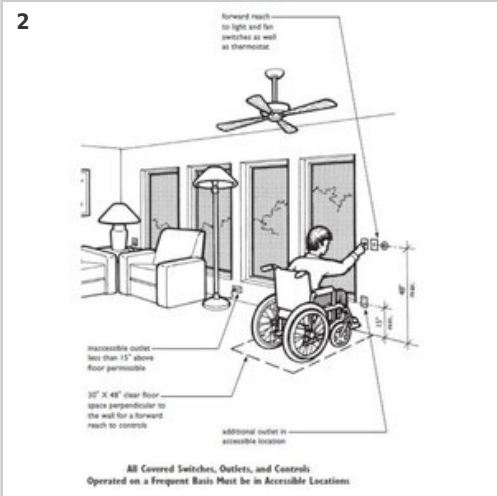 2
forward reach
to light and fan
switches as well
as thermostat
48"
max.
15"
min.
inaccessible outlet
less than 15" above
floor permissible
30" X 48" clear floor
space perpendicular to
the wall for a forward
reach to controls
additional outlet in
accessible location
All Covered Switches, Outlets, and Controls
Operated on a Frequent Basis Must be in Accessible Locations